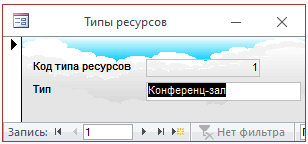 Типы ресурсов
Код типа ресурсов 1
Тип Конференц-зал
Запись: 1 Нет фильтра